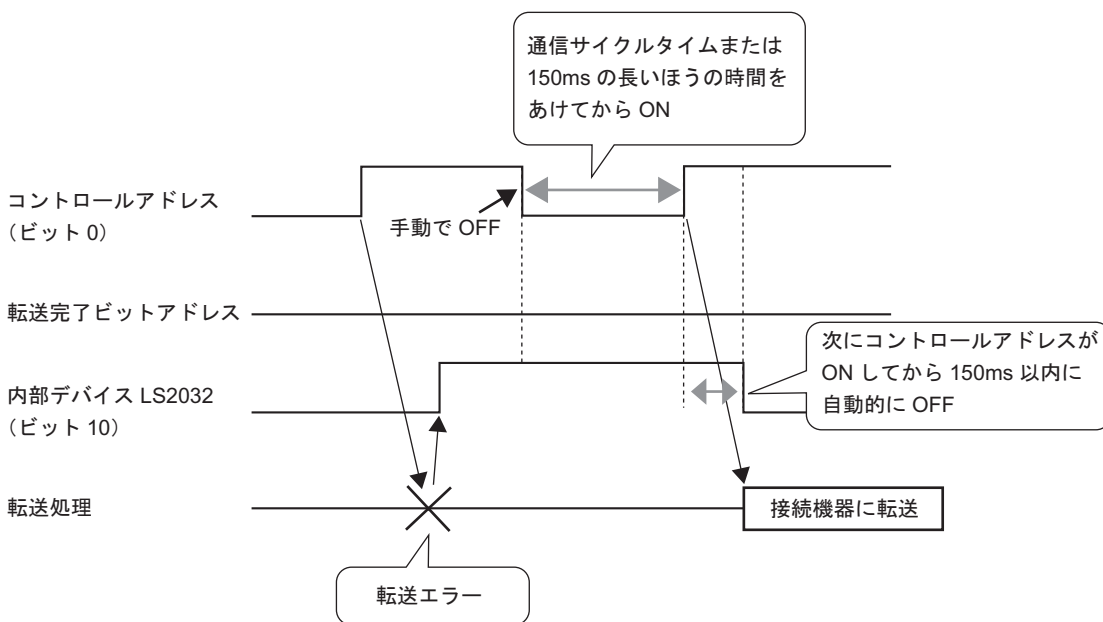 通信サイクルタイムまたは
150ms の長いほうの時間を
あけてから ON
コントロールアドレス
（ビット 0）
手動で OFF
転送完了ビットアドレス
次にコントロールアドレスが
ON してから 150ms 以内に
自動的に OFF
内部デバイス LS2032
（ビット 10）
転送処理
接続機器に転送
転送エラー